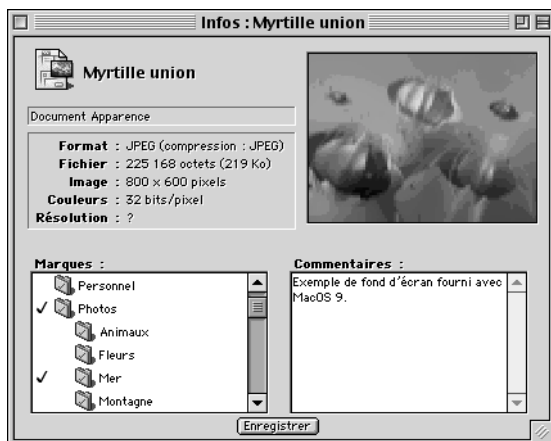 Infos : Myrtille union
Myrtille union
Document Apparence
Format : JPEG (compression : JPEG)
Fichier : 225 168 octets (219 Ko)
Image : 800 x 600 pixels
Couleurs : 32 bits/pixel
Résolution : ?
Marques :
Personnel
✓ Photos
Animaux
Fleurs
✓ Mer
Montagne
Commentaires :
Exemple de fond d'écran fourni avec
MacOS 9.
Enregistrer